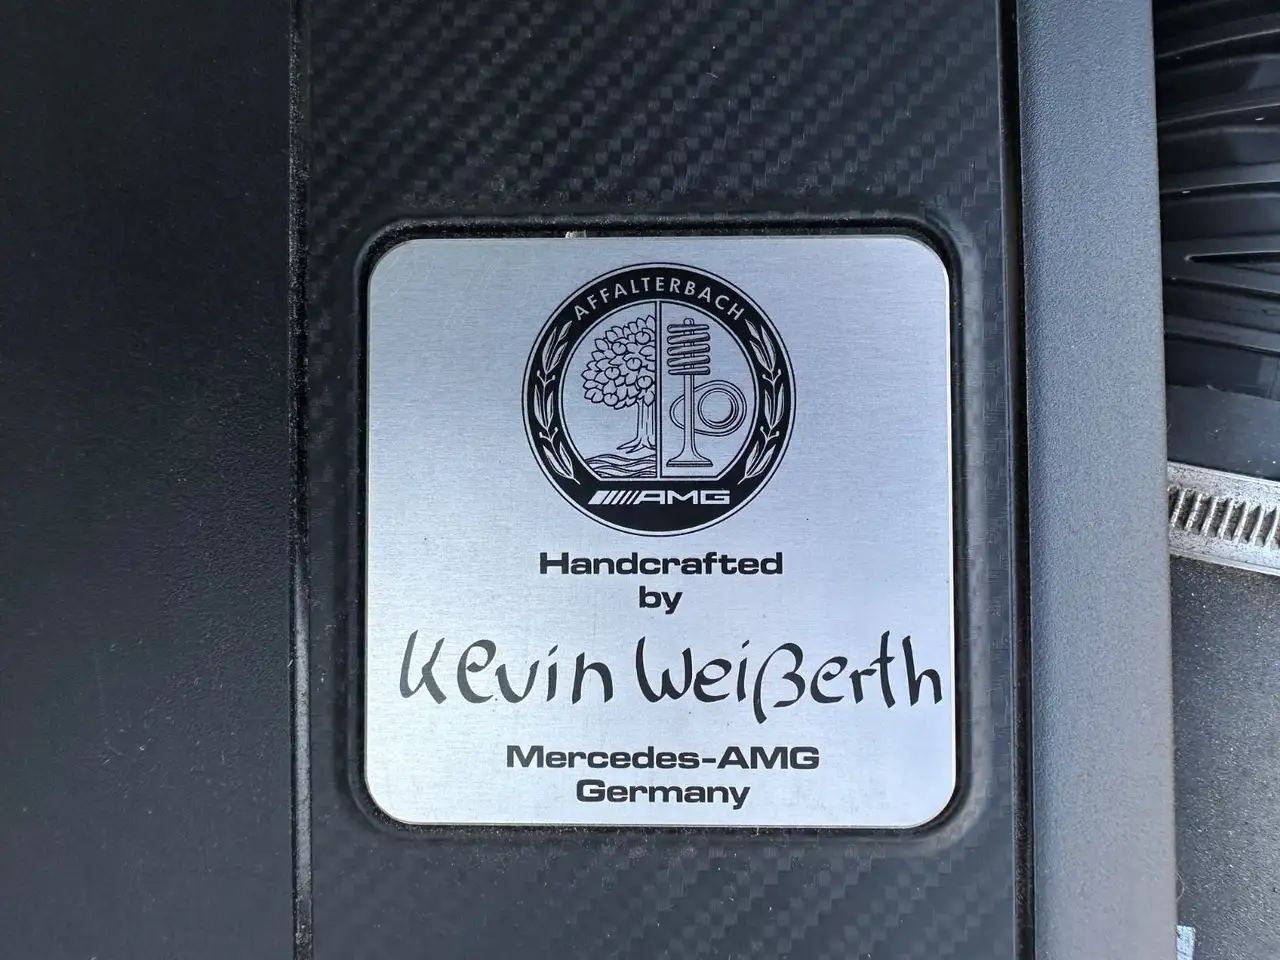 AFFALTERBACH
AMG
Handcrafted
by
Kevin Weißerth
Mercedes-AMG
Germany